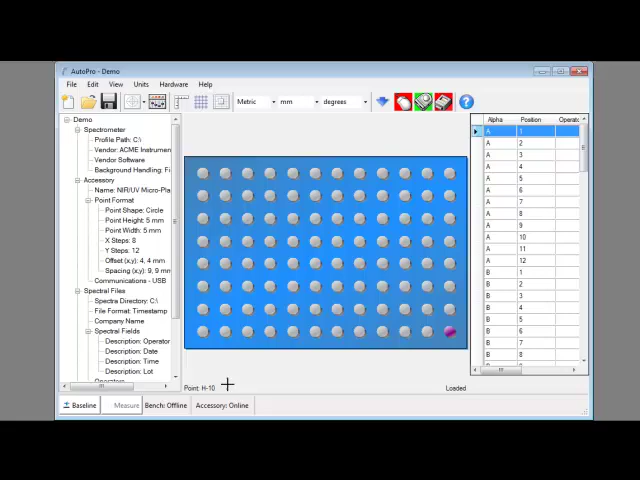 AutoPro - Demo
File Edit View Units Hardware Help
Metric mm degrees
Demo
Spectrometer
Profile Path: C:\
Vendor: ACME Instrumen
Vendor Software
Background Handling: Fi
Accessory
Name: NIR/UV Micro-Pla
Point Format
Point Shape: Circle
Point Height: 5 mm
Point Width: 5 mm
X Steps: 8
Y Steps: 12
Offset (x,y): 4, 4 mm
Spacing (x,y): 9, 9 m
Communications - USB
Spectral Files
Spectra Directory: C:\
File Format: Timestamp
Company Name
Spectral Fields
Description: Operator
Description: Date
Description: Time
Description: Lot
Alpha Position Operato
A 1
A 2
A 3
A 4
A 5
A 6
A 7
A 8
A 9
A 10
A 11
A 12
B 1
B 2
B 3
B 4
B 5
B 6
B 7
B 8
Point: H-10 Loaded
Baseline Measure Bench: Offline Accessory: Online